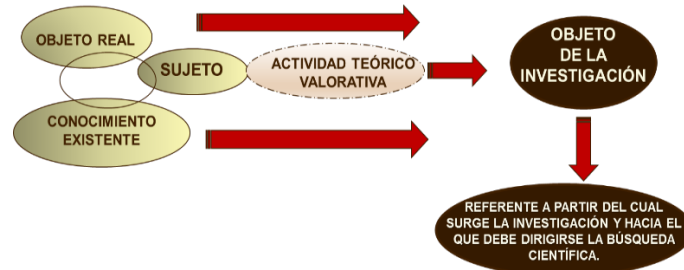 OBJETO REAL
SUJETO
CONOCIMIENTO
EXISTENTE
ACTIVIDAD TEÓRICO
VALORATIVA
OBJETO
DE LA
INVESTIGACIÓN
REFERENTE A PARTIR DEL CUAL
SURGE LA INVESTIGACIÓN Y HACIA EL
QUE DEBE DIRIGIRSE LA BÚSQUEDA
CIENTÍFICA.